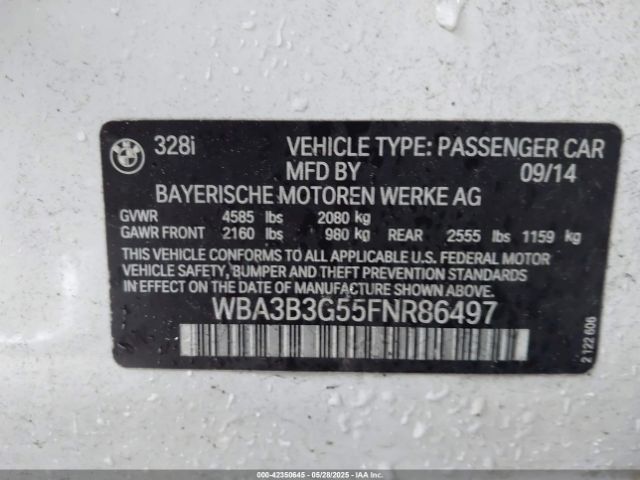 BMW
328i VEHICLE TYPE: PASSENGER CAR
MFD BY 09/14
BAYERISCHE MOTOREN WERKE AG
GVWR 4585 lbs 2080 kg
GAWR FRONT 2160 lbs 980 kg REAR 2555 lbs 1159 kg
THIS VEHICLE CONFORMS TO ALL APPLICABLE U.S. FEDERAL MOTOR
VEHICLE SAFETY, BUMPER AND THEFT PREVENTION STANDARDS
IN EFFECT ON THE DATE OF MANUFACTURE SHOWN ABOVE.
WBA3B3G55FNR86497
2 122 606
000-42350645 - 05/28/2025 - IAAI.COM